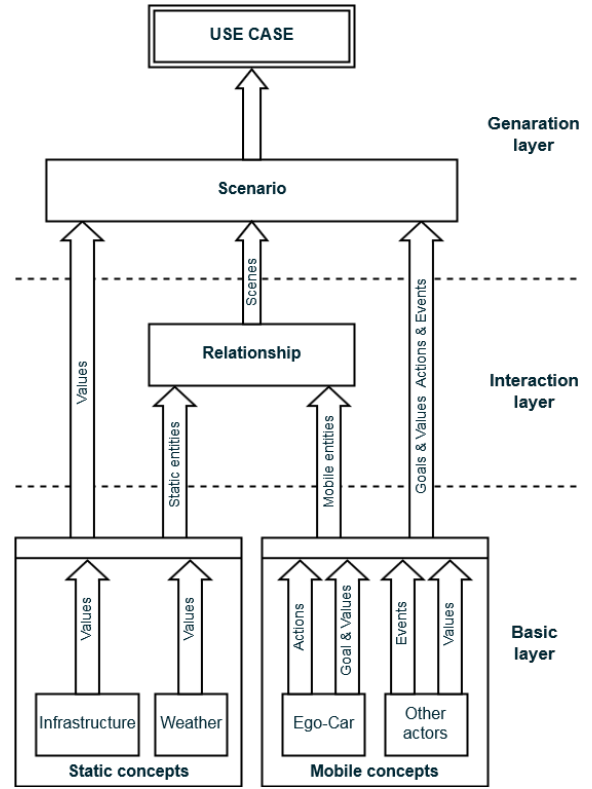 USE CASE
Genaration
layer
Scenario
Scenes
Values
Goals & Values Actions & Events
Relationship
Interaction
layer
Static entities
Mobile entities
Values
Values
Actions
Goal & Values
Events
Values
Basic
layer
Infrastructure
Weather
Ego-Car
Other
actors
Static concepts
Mobile concepts